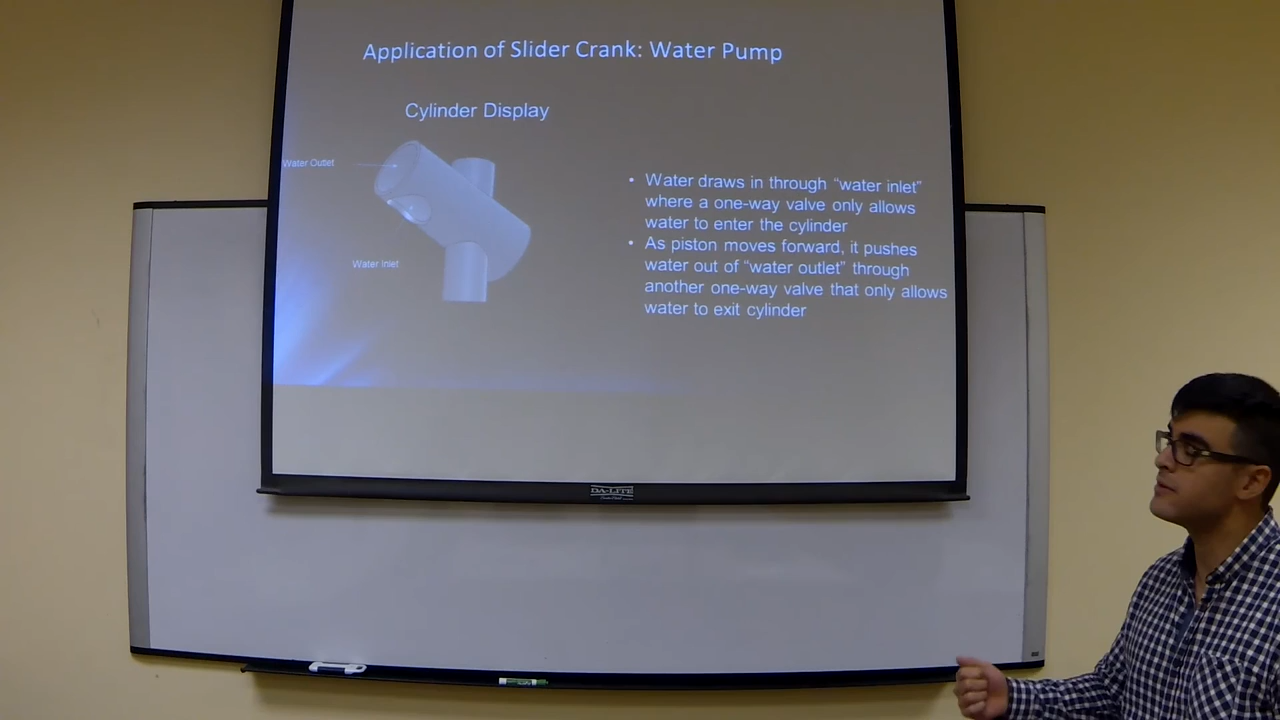 Application of Slider Crank: Water Pump
Cylinder Display
Water Outlet
Water Inlet
• Water draws in through “water inlet”
where a one-way valve only allows
water to enter the cylinder
• As piston moves forward, it pushes
water out of “water outlet” through
another one-way valve that only allows
water to exit cylinder
DA-LITE